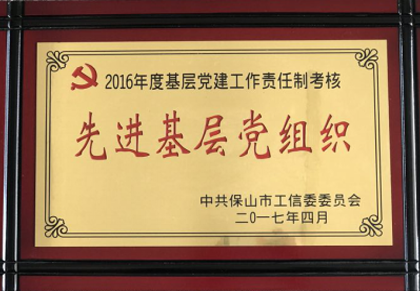 2016年度基层党建工作责任制考核
先进基层党组织
中共保山市工信委委员会
二〇一七年四月